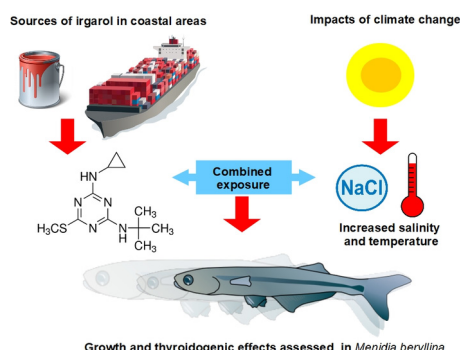 Sources of irgarol in coastal areas
Impacts of climate change
Combined
exposure
NaCl
Increased salinity
and temperature
HN
N
N
H₃CS
N
N
H
CH₃
CH₃
CH₃
Growth and thyroidogenic effects assessed in Menidia beryllina